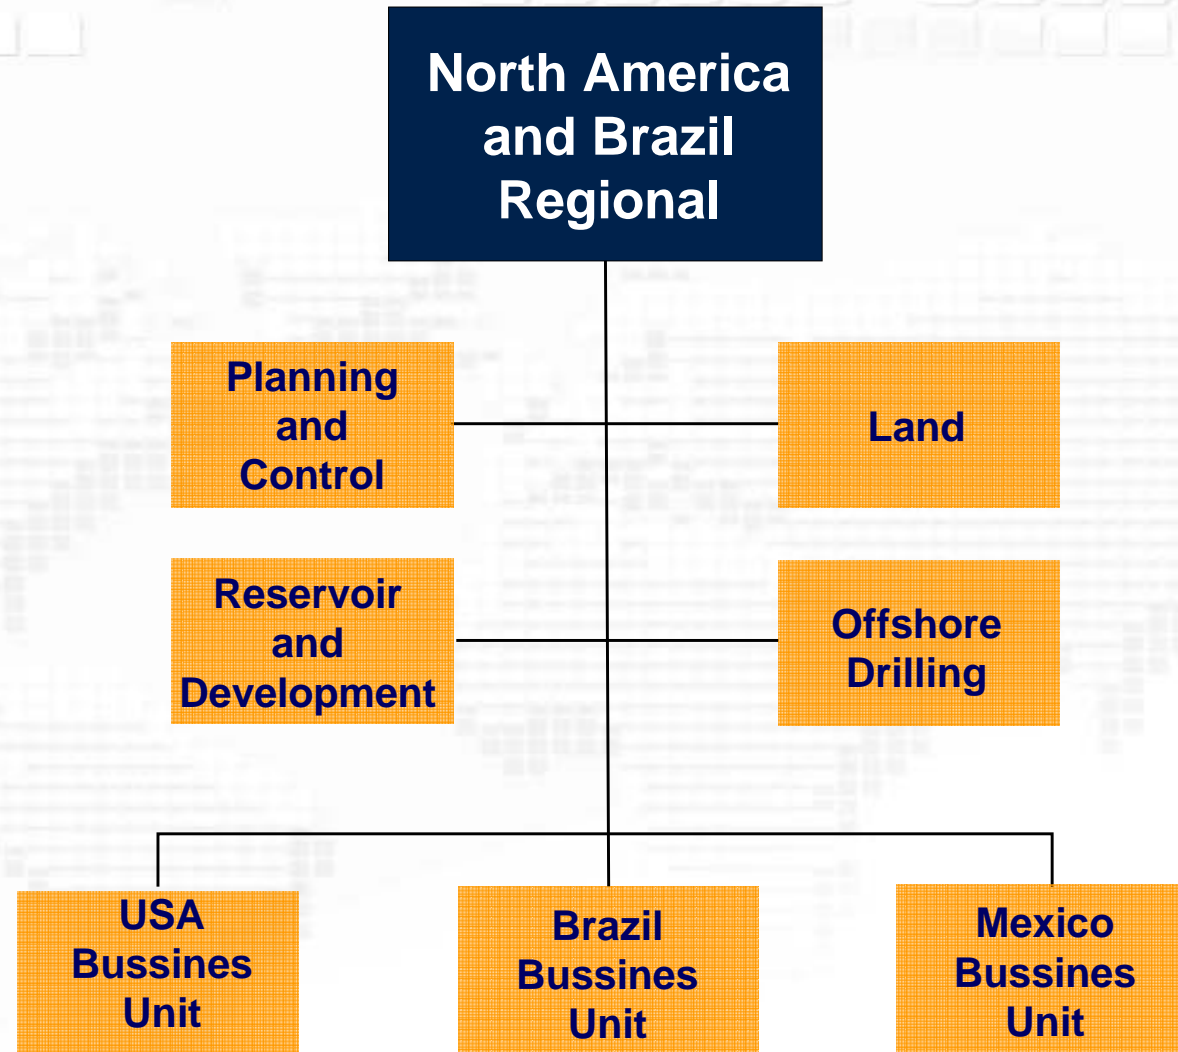 North America
and Brazil
Regional
Planning
and
Control
Land
Reservoir
and
Development
Offshore
Drilling
USA
Bussines
Unit
Brazil
Bussines
Unit
Mexico
Bussines
Unit